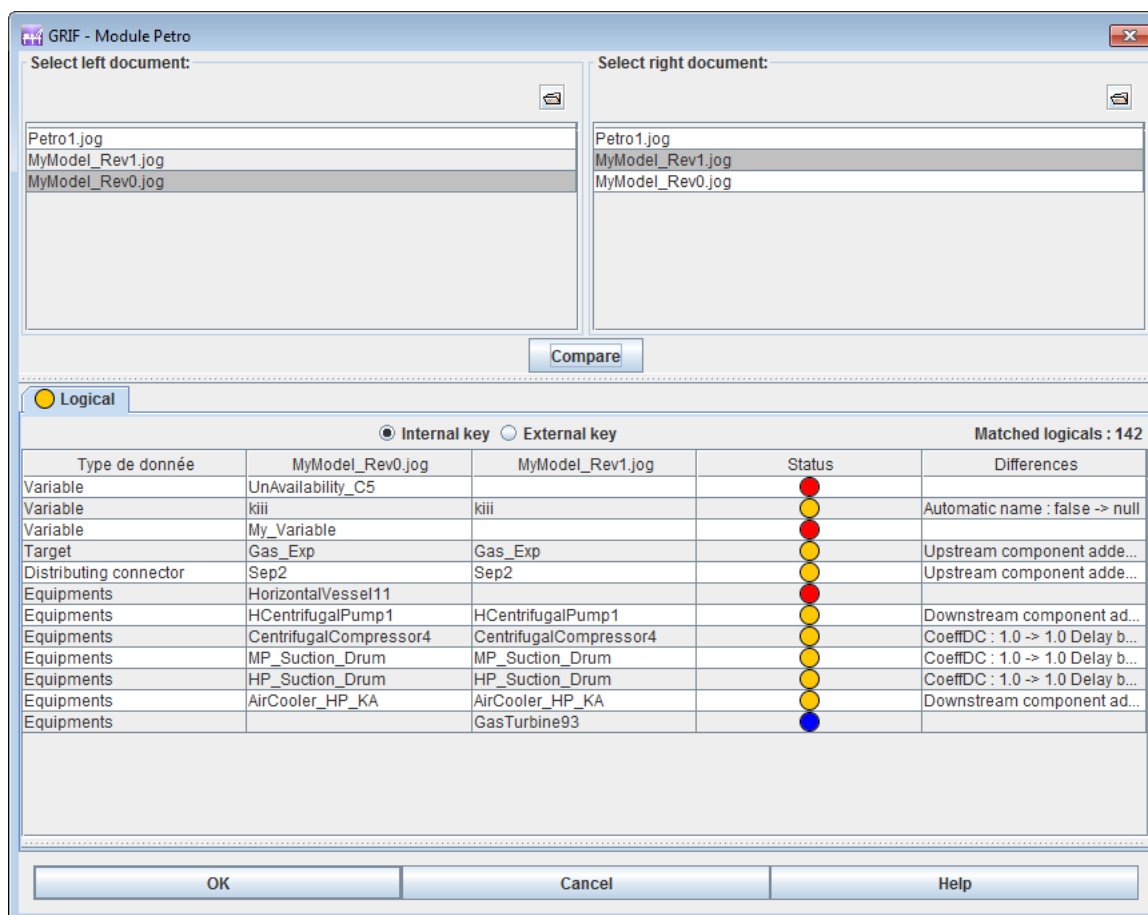 GRIF - Module Petro
Select left document: Select right document:
Petro1.jog Petro1.jog
MyModel_Rev1.jog MyModel_Rev1.jog
MyModel_Rev0.jog MyModel_Rev0.jog
Compare
Logical
Internal key External key Matched logicals : 142
Type de donnée MyModel_Rev0.jog MyModel_Rev1.jog Status Differences
Variable UnAvailability_C5
Variable kiii kiii Automatic name : false -> null
Variable My_Variable
Target Gas_Exp Gas_Exp Upstream component adde...
Distributing connector Sep2 Sep2 Upstream component adde...
Equipments HorizontalVessel11
Equipments HCentrifugalPump1 HCentrifugalPump1 Downstream component ad...
Equipments CentrifugalCompressor4 CentrifugalCompressor4 CoeffDC : 1.0 -> 1.0 Delay b...
Equipments MP_Suction_Drum MP_Suction_Drum CoeffDC : 1.0 -> 1.0 Delay b...
Equipments HP_Suction_Drum HP_Suction_Drum CoeffDC : 1.0 -> 1.0 Delay b...
Equipments AirCooler_HP_KA AirCooler_HP_KA Downstream component ad...
Equipments GasTurbine93
OK Cancel Help